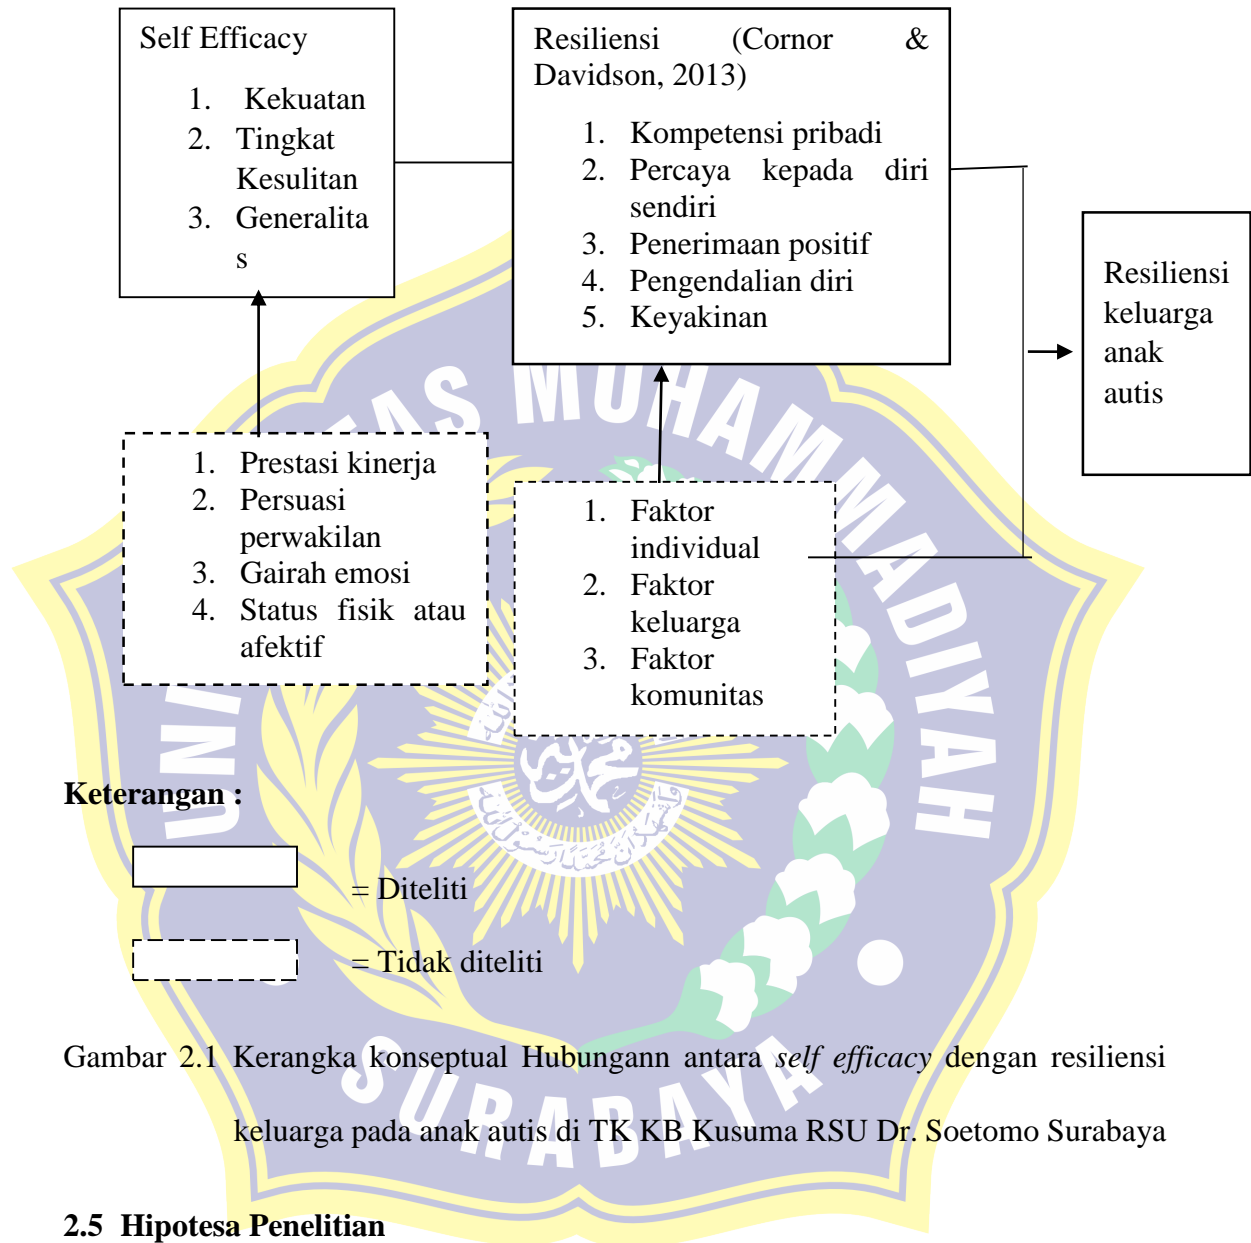 Self Efficacy
1. Kekuatan
2. Tingkat
Kesulitan
3. Generalita
s
Resiliensi (Cornor &
Davidson, 2013)
1. Kompetensi pribadi
2. Percaya kepada diri
sendiri
3. Penerimaan positif
4. Pengendalian diri
5. Keyakinan
Resiliensi
keluarga
anak
autis
1. Prestasi kinerja
2. Persuasi
perwakilan
3. Gairah emosi
4. Status fisik atau
afektif
1. Faktor
individual
2. Faktor
keluarga
3. Faktor
komunitas
Keterangan :
= Diteliti
= Tidak diteliti
Gambar 2.1 Kerangka konseptual Hubungann antara self efficacy dengan resiliensi
keluarga pada anak autis di TK KB Kusuma RSU Dr. Soetomo Surabaya
2.5 Hipotesa Penelitian
UNI TAS MUHAMMADIYAH
SURABAYA